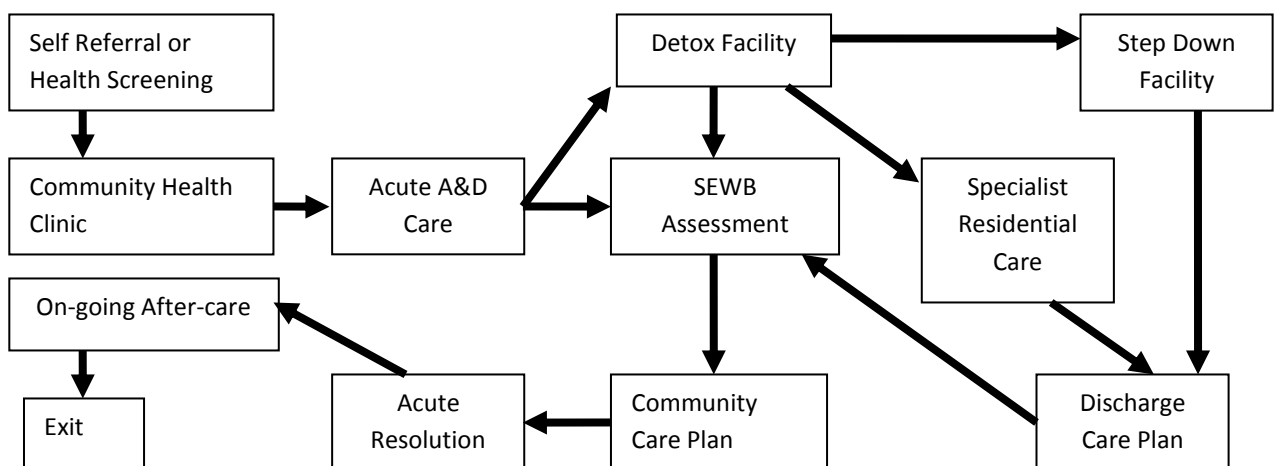 Self Referral or
Health Screening
Detox Facility
Step Down
Facility
Community Health
Clinic
Acute A&D
Care
SEWB
Assessment
Specialist
Residential
Care
On-going After-care
Exit
Acute
Resolution
Community
Care Plan
Discharge
Care Plan